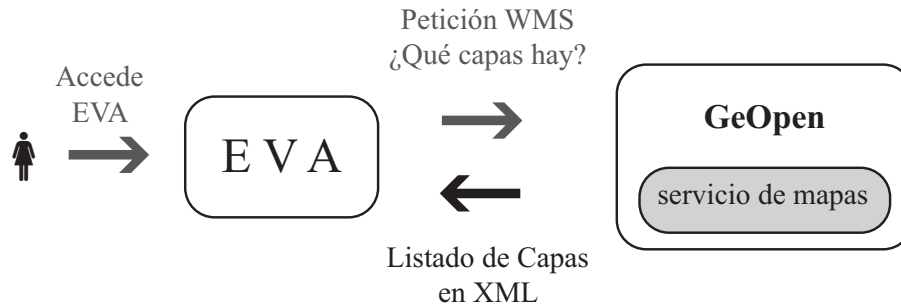 Petición WMS
¿Qué capas hay?
Accede
EVA
E V A
GeOpen
servicio de mapas
Listado de Capas
en XML